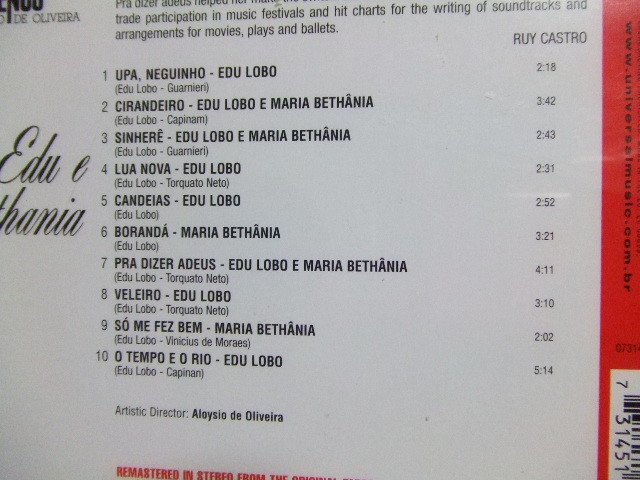 Pra dizer adeus helped her make the
trade participation in music festivals and hit charts for the writing of soundtracks and
arrangements for movies, plays and ballets.
RUY CASTRO
DE OLIVEIRA
1 UPA, NEGUINHO - EDU LOBO 2:18
(Edu Lobo - Guarnieri)
2 CIRANDEIRO - EDU LOBO E MARIA BETHÂNIA 3:42
(Edu Lobo - Capinam)
3 SINHERÊ - EDU LOBO E MARIA BETHÂNIA 2:43
(Edu Lobo - Guarnieri)
4 LUA NOVA - EDU LOBO 2:31
(Edu Lobo - Torquato Neto)
5 CANDEIAS - EDU LOBO 2:52
(Edu Lobo)
6 BORANDÁ - MARIA BETHÂNIA 3:21
(Edu Lobo)
7 PRA DIZER ADEUS - EDU LOBO E MARIA BETHÂNIA 4:11
(Edu Lobo - Torquato Neto)
8 VELEIRO - EDU LOBO 3:10
(Edu Lobo - Torquato Neto)
9 SÓ ME FEZ BEM - MARIA BETHÂNIA 2:02
(Edu Lobo - Vinicius de Moraes)
10 O TEMPO E O RIO - EDU LOBO 5:14
(Edu Lobo - Capinan)
Edu e
thania
Artistic Director: Aloysio de Oliveira
REMASTERED IN STEREO FROM THE ORIGINAL
www.universalmusic.com.br
07314
7 31451